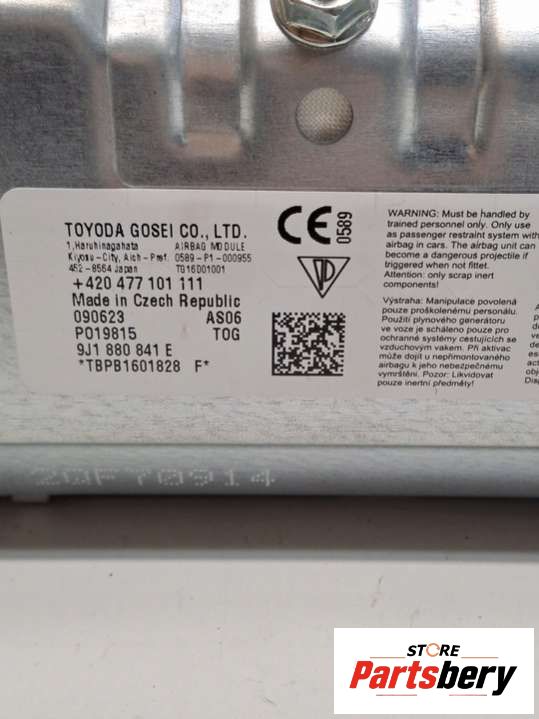 TOYODA GOSEI CO., LTD.
1,Haruhinagahata AIRBAG MODULE
Kiyosu-City, Aich-Pref. 0589-P1-000955
452-8564 Japan TG16D01001
+420 477 101 111
Made in Czech Republic
090623 AS06
P019815 TOG
9J1 880 841 E
*TBPB1601828 F*
CE
0589
WARNING: Must be handled by
trained personnel only. Only use
as passenger restraint system with
airbag in cars. The airbag unit can
become a dangerous projectile if
triggered when not fittet.
Attention: only scrap inert
components!
Výstraha: Manipulace povolená
pouze proškolenému personálu.
Použití plynového generátoru
ve voze je scháleno pouze pro
ochranné systémy cestujících se
vzduchovým vakem. Při aktivac
může dojít u nepřimontovaného
airbagu k jeho nebezpečnému
vymrštění. Pozor: Likvidovat
pouze inertní předměty!
STORE
Partsbery